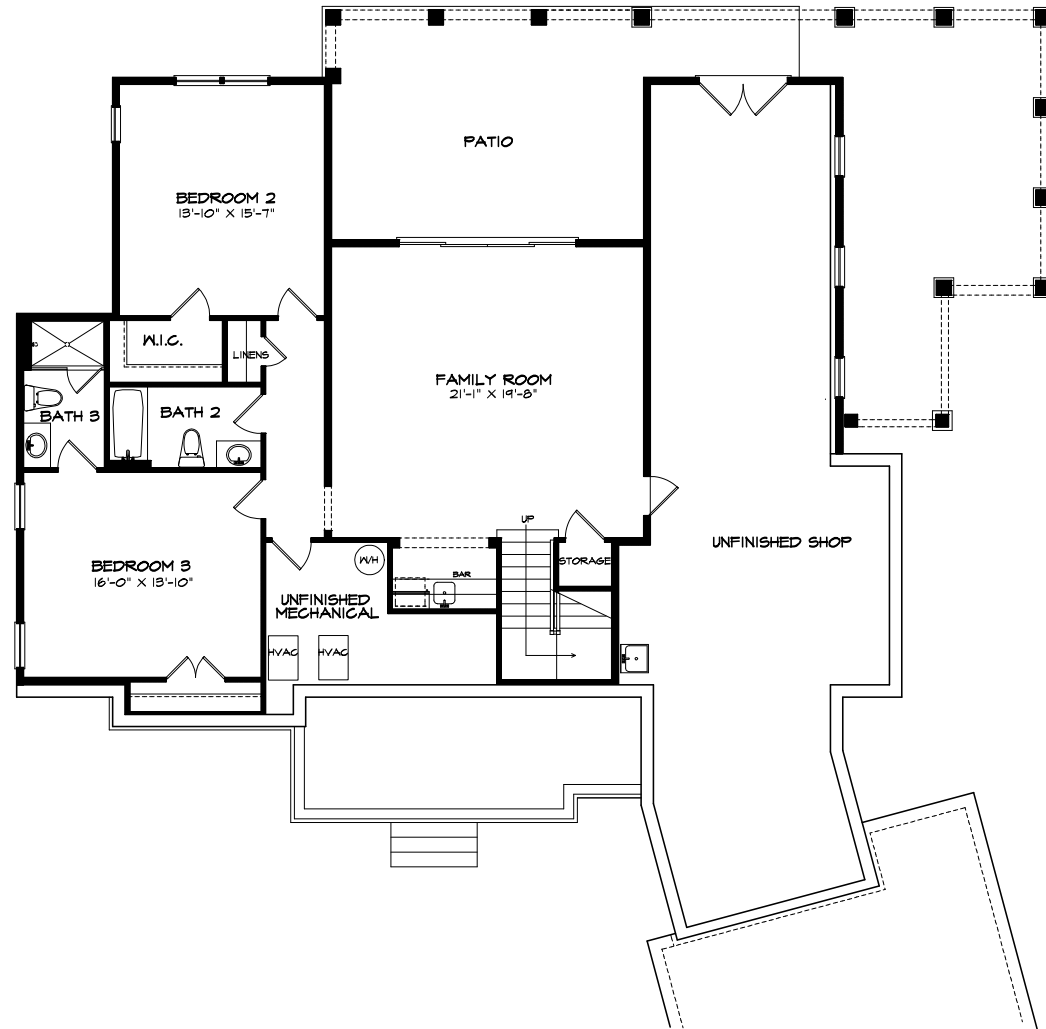 PATIO
BEDROOM 2
13'-10" X 15'-7"
W.I.C.
LINENS
FAMILY ROOM
21'-1" X 19'-8"
BATH 3
BATH 2
UP
UNFINISHED SHOP
W/H
STORAGE
BEDROOM 3
16'-0" X 13'-10"
BAR
UNFINISHED
MECHANICAL
HVAC
HVAC